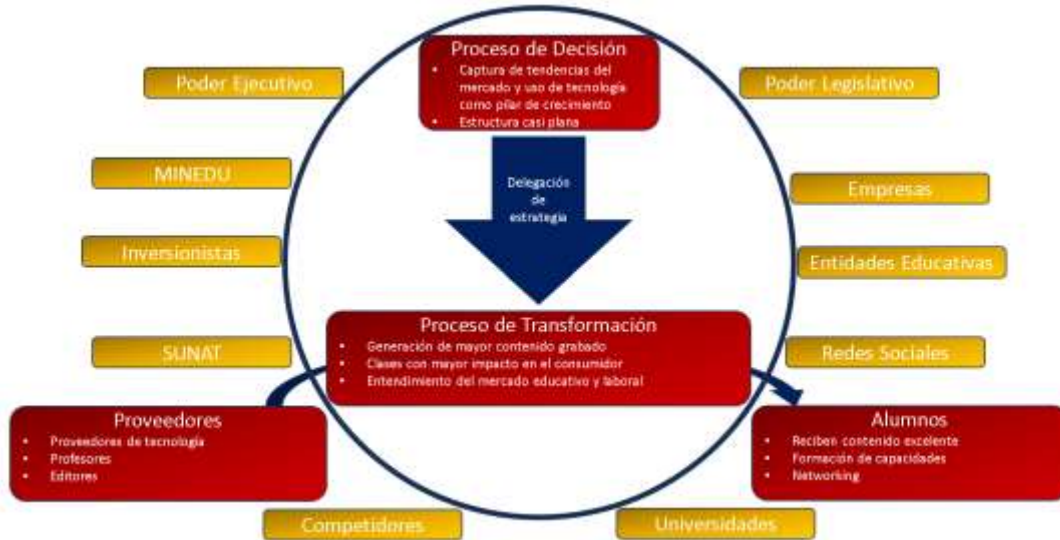 Proceso de Decisión
• Captura de tendencias del
mercado y uso de tecnología
como pilar de crecimiento
• Estructura casi plana
Poder Ejecutivo
Poder Legislativo
MINEDU
Empresas
Delegación
de
estrategia
Inversionistas
Entidades Educativas
Proceso de Transformación
• Generación de mayor contenido grabado
• Clases con mayor impacto en el consumidor
• Entendimiento del mercado educativo y laboral
SUNAT
Redes Sociales
Proveedores
• Proveedores de tecnología
• Profesores
• Editores
Alumnos
• Reciben contenido excelente
• Formación de capacidades
• Networking
Competidores
Universidades